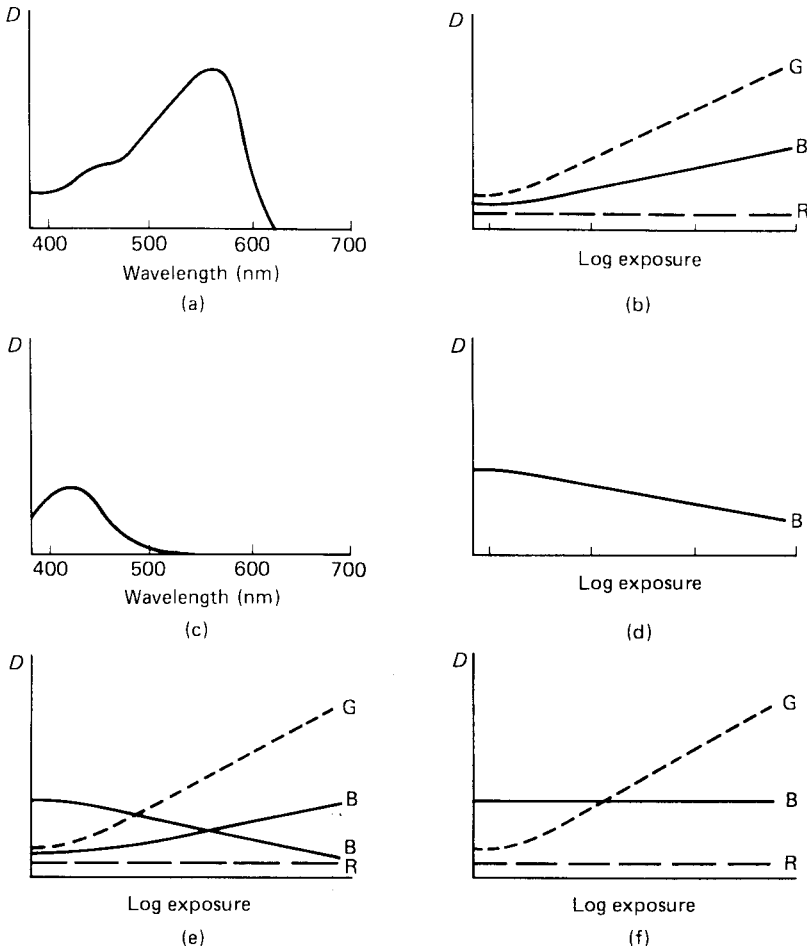 D
400 500 600 700
Wavelength (nm)
(a)
D
G
B
R
Log exposure
(b)
D
400 500 600 700
Wavelength (nm)
(c)
D
B
Log exposure
(d)
D
G
B
B
R
Log exposure
(e)
D
G
B
R
Log exposure
(f)